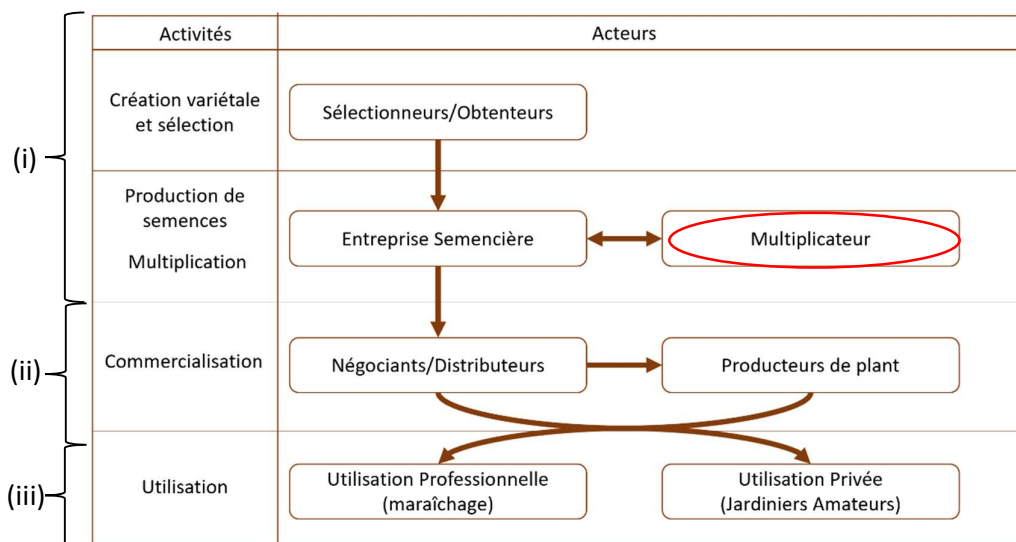 Activités
Acteurs
(i)
Création variétale
et sélection
Sélectionneurs/Obtenteurs
Production de
semences
Multiplication
Entreprise Semencière
Multiplicateur
(ii)
Commercialisation
Négociants/Distributeurs
Producteurs de plant
(iii)
Utilisation
Utilisation Professionnelle
(maraîchage)
Utilisation Privée
(Jardiniers Amateurs)